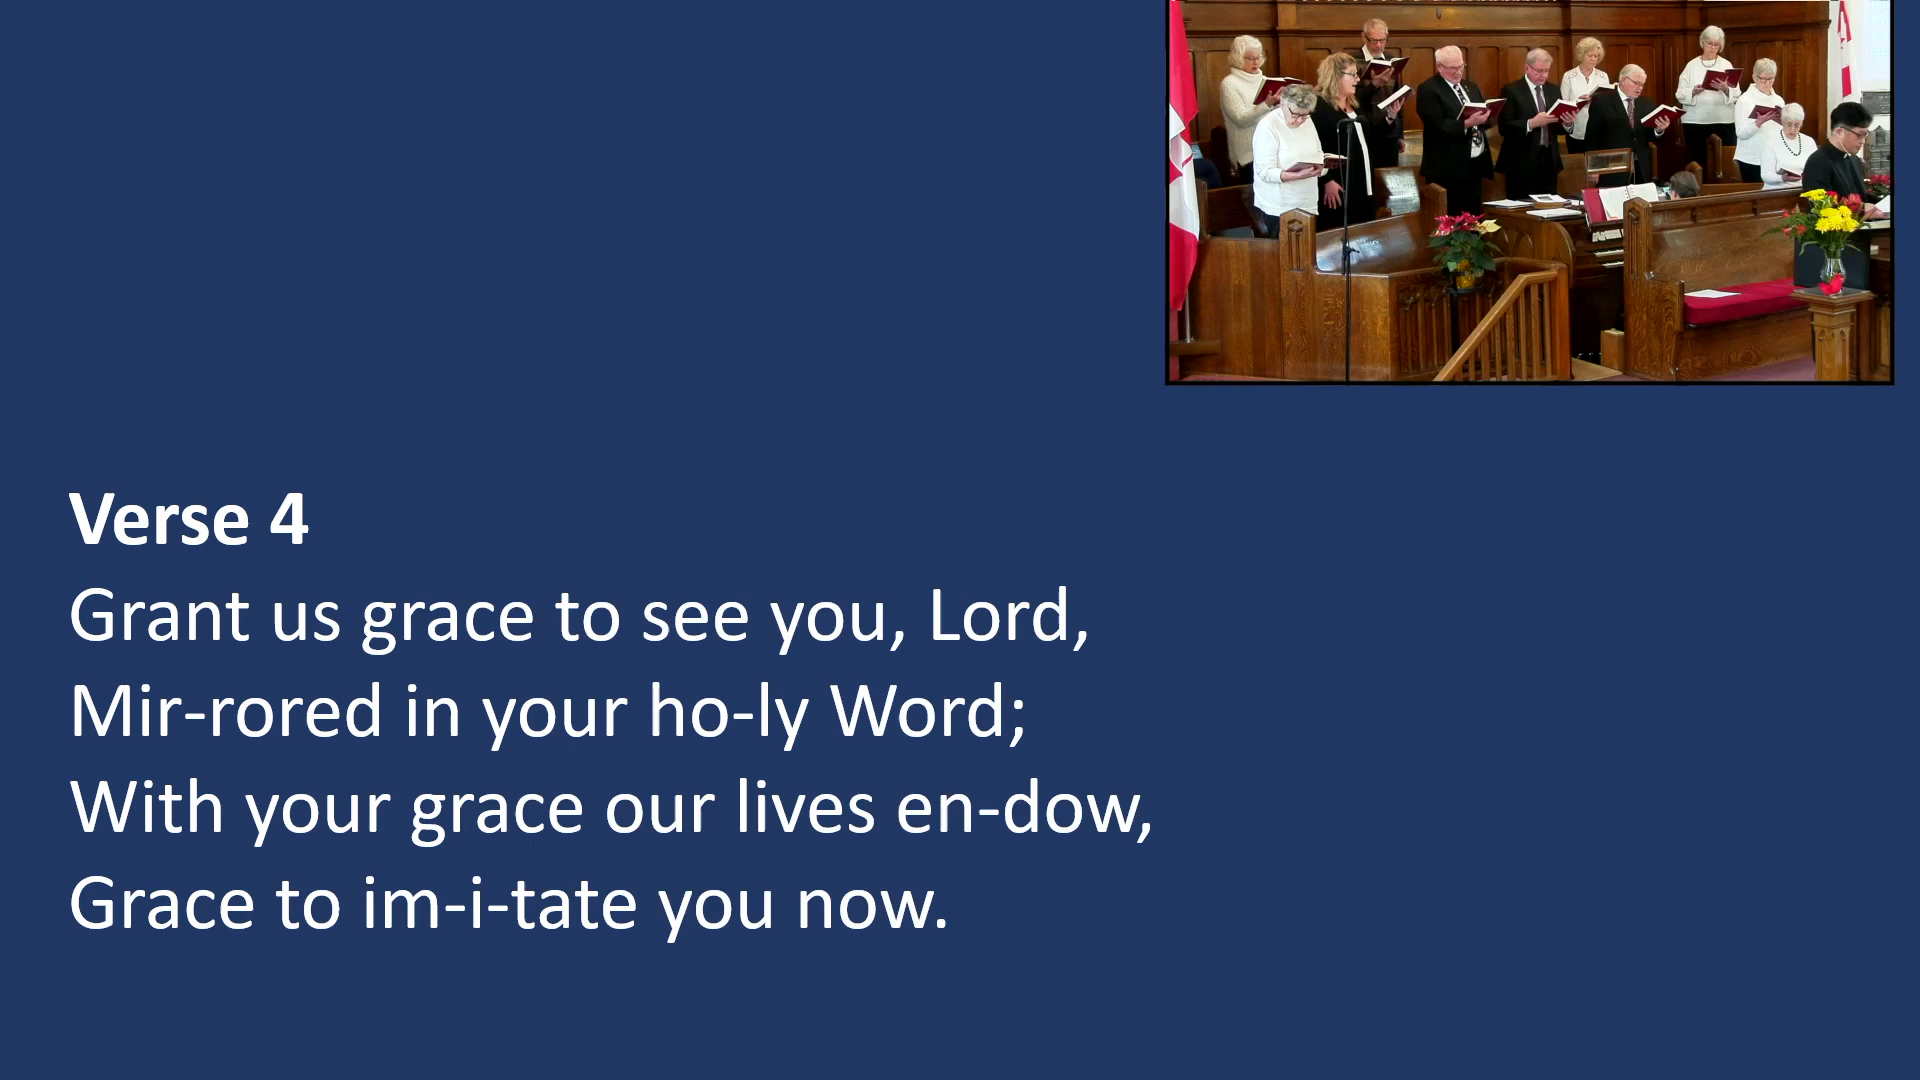 Verse 4
Grant us grace to see you, Lord,
Mir-rored in your ho-ly Word;
With your grace our lives en-dow,
Grace to im-i-tate you now.